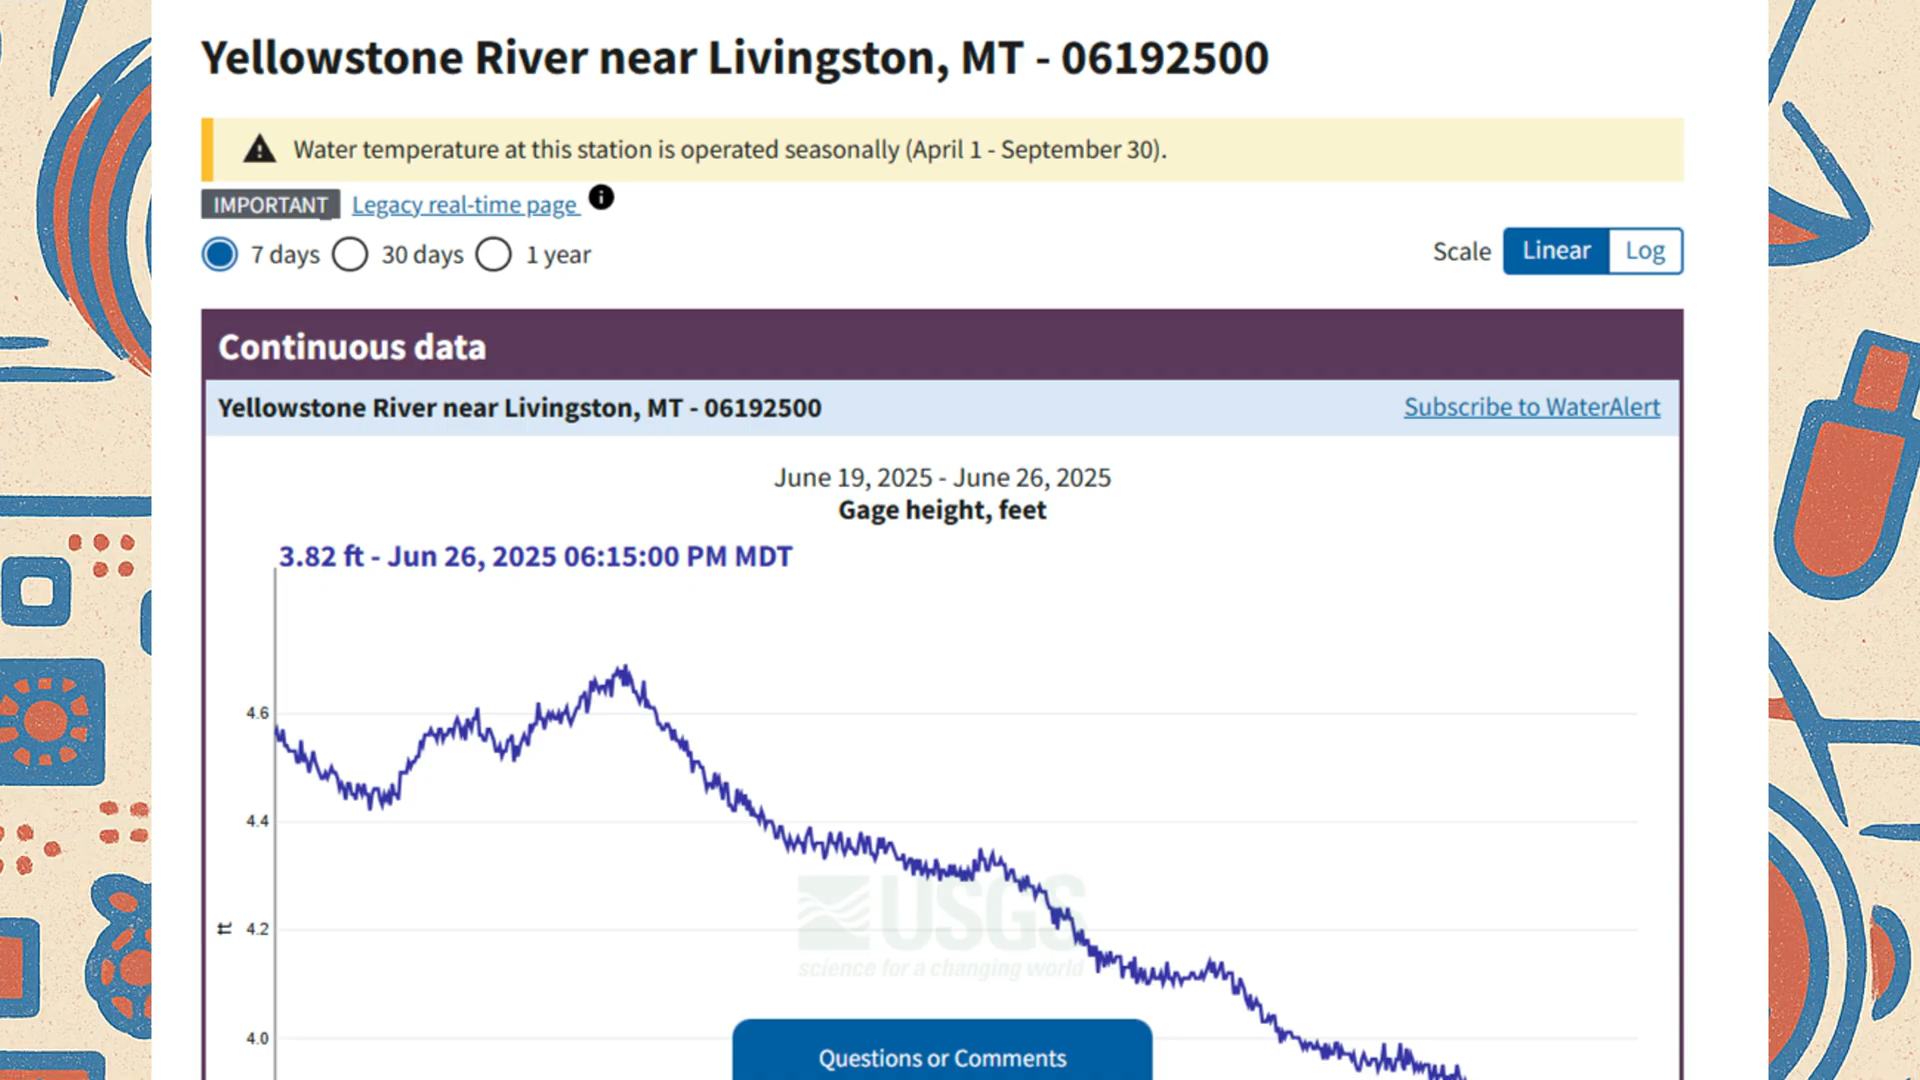 Yellowstone River near Livingston, MT - 06192500
Water temperature at this station is operated seasonally (April 1 - September 30).
IMPORTANT Legacy real-time page
7 days 30 days 1 year
Scale Linear Log
Continuous data
Yellowstone River near Livingston, MT - 06192500 Subscribe to WaterAlert
June 19, 2025 - June 26, 2025
Gage height, feet
3.82 ft - Jun 26, 2025 06:15:00 PM MDT
4.6
4.4
USGS
ft 4.2
science for a changing world
4.0
Questions or Comments